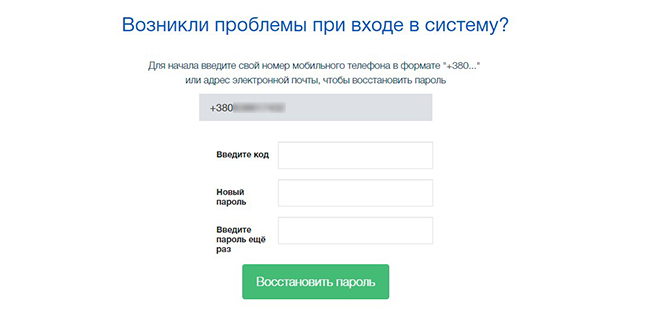 Возникли проблемы при входе в систему?
Для начала введите свой номер мобильного телефона в формате "+380..."
или адрес электронной почты, чтобы восстановить пароль
+380
Введите код
Новый
пароль
Введите
пароль ещё
раз
Восстановить пароль